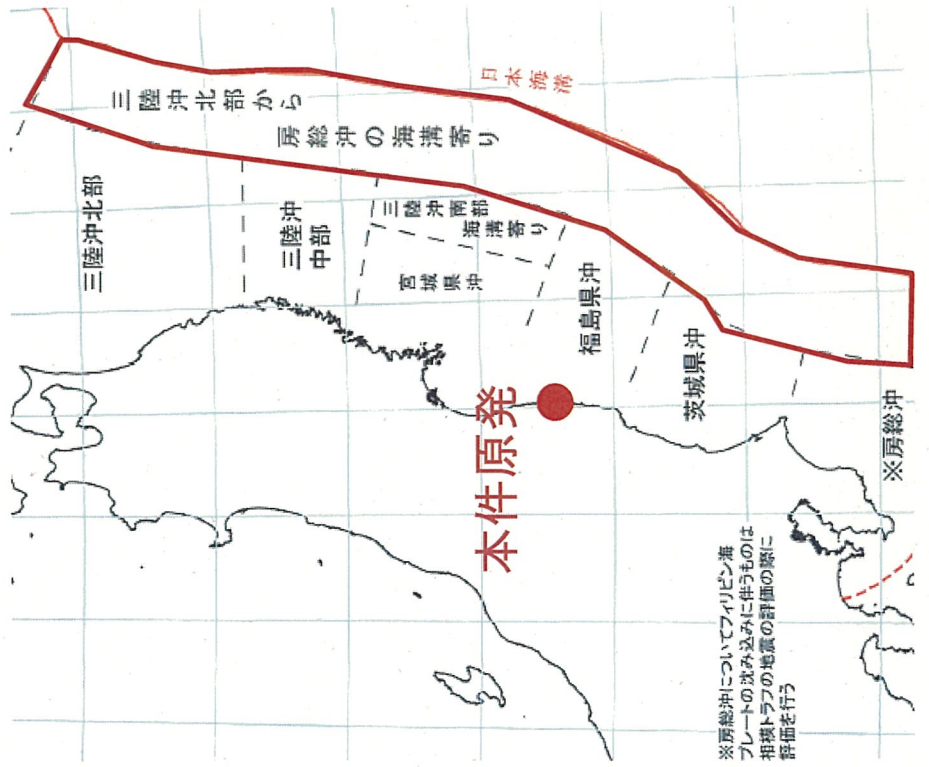 日本海溝
三陸沖北部から
房総沖の海溝寄り
三陸沖北部
三陸沖
中部
三陸沖南部
海溝寄り
宮城県沖
福島県沖
茨城県沖
本件原発
※房総沖
※房総沖についてフィリピン海
プレートの沈み込みに伴うものは
相模トラフの地震の評価の際に
評価を行う